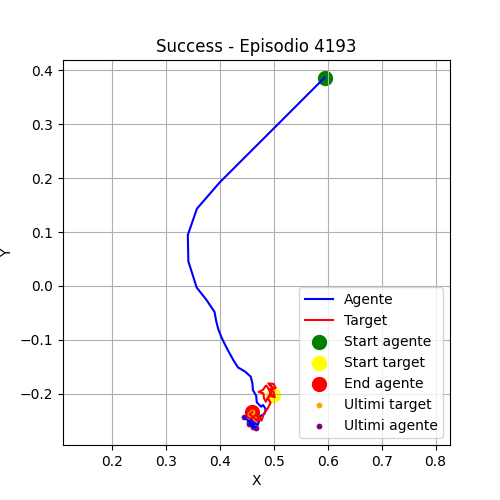 Success - Episodio 4193
0.4
0.3
0.2
0.1
0.0
−0.1
−0.2
Y
0.2
0.3
0.4
0.5
0.6
0.7
0.8
X
Agente
Target
Start agente
Start target
End agente
Ultimi target
Ultimi agente